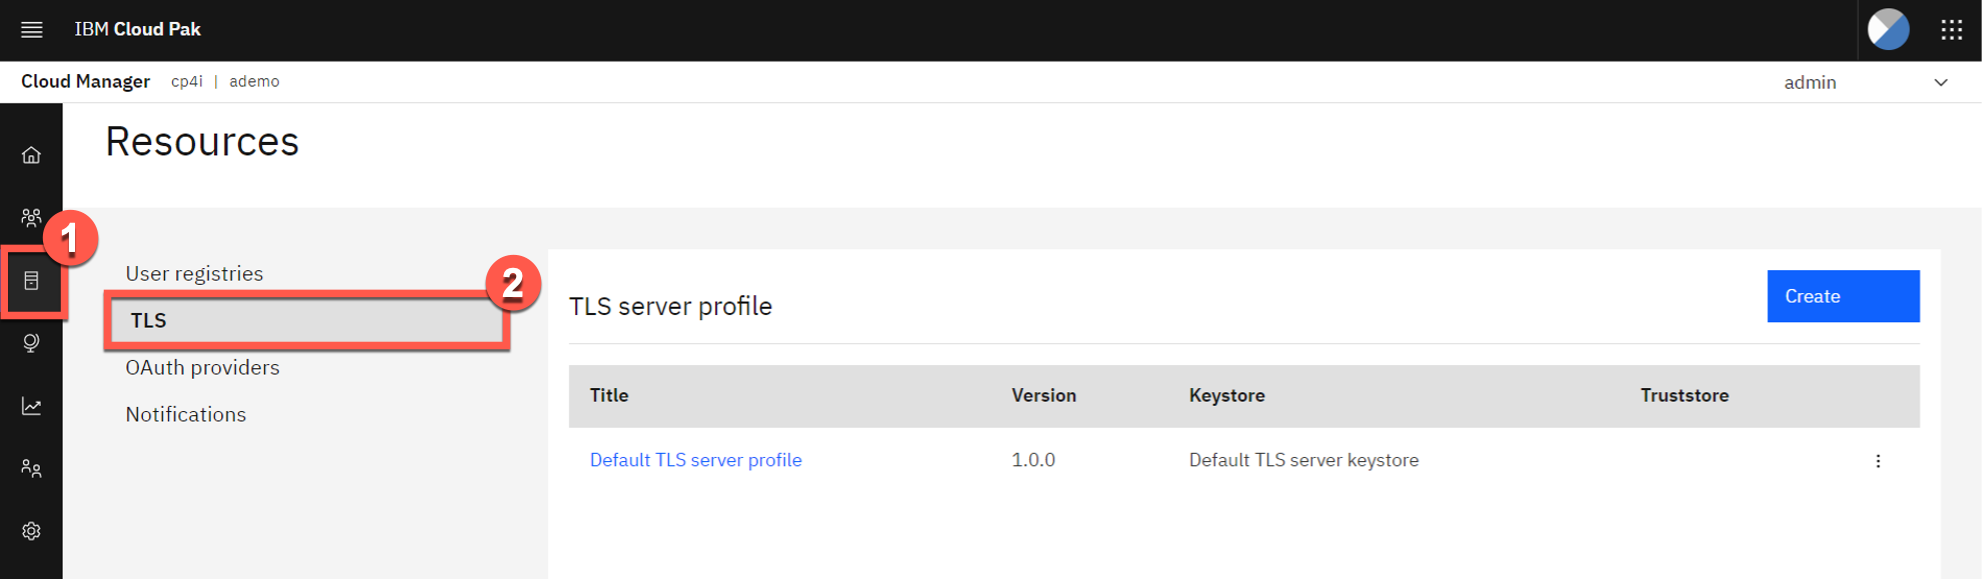 IBM Cloud Pak
Cloud Manager cp4i | ademo admin
Resources
1
User registries
2
TLS
OAuth providers
Notifications
TLS server profile
Create
Title Version Keystore Truststore
Default TLS server profile 1.0.0 Default TLS server keystore